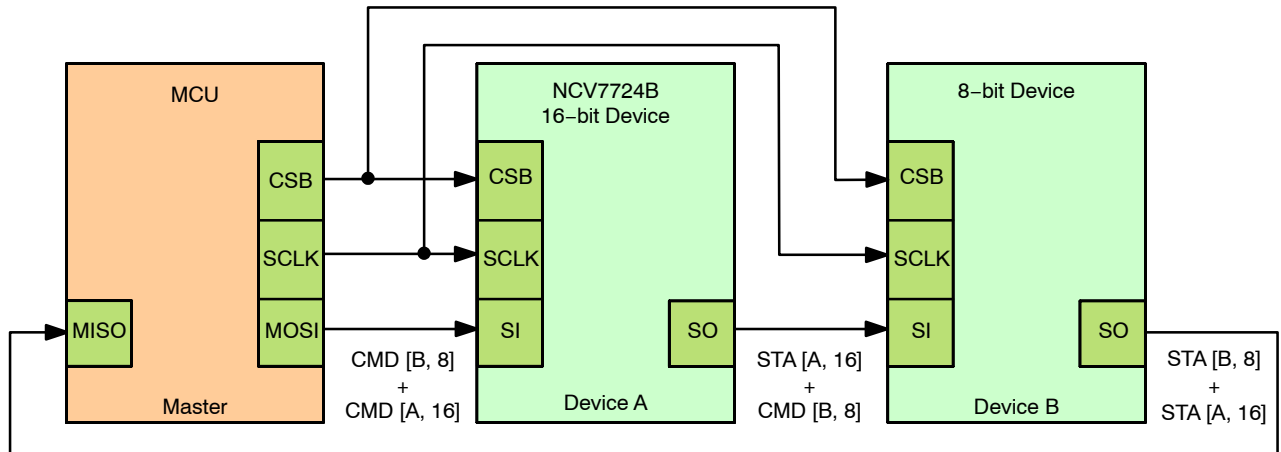 MCU
CSB
SCLK
MOSI
MISO
Master
CMD [B, 8]
+
CMD [A, 16]
NCV7724B
16−bit Device
CSB
SCLK
SI
SO
Device A
STA [A, 16]
+
CMD [B, 8]
8−bit Device
CSB
SCLK
SI
SO
Device B
STA [B, 8]
+
STA [A, 16]